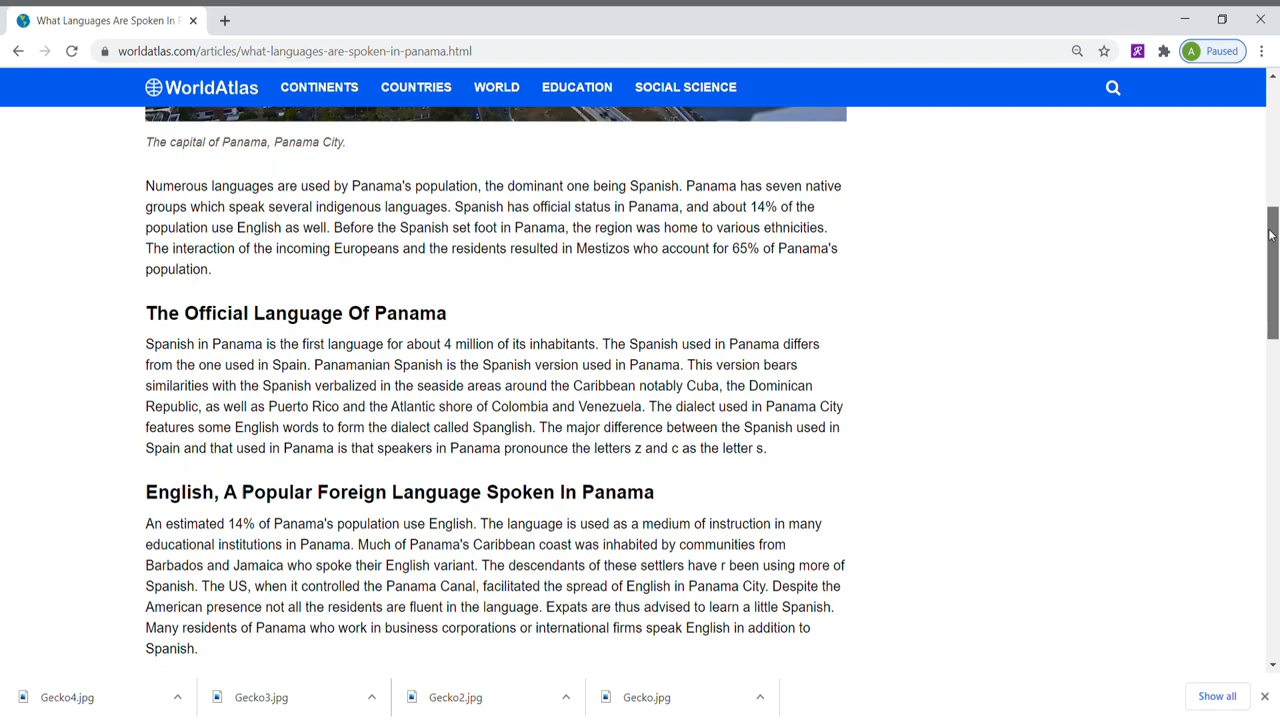 What Languages Are Spoken In P
worldatlas.com/articles/what-languages-are-spoken-in-panama.html
A Paused
WorldAtlas CONTINENTS COUNTRIES WORLD EDUCATION SOCIAL SCIENCE
The capital of Panama, Panama City.
Numerous languages are used by Panama's population, the dominant one being Spanish. Panama has seven native
groups which speak several indigenous languages. Spanish has official status in Panama, and about 14% of the
population use English as well. Before the Spanish set foot in Panama, the region was home to various ethnicities.
The interaction of the incoming Europeans and the residents resulted in Mestizos who account for 65% of Panama's
population.
The Official Language Of Panama
Spanish in Panama is the first language for about 4 million of its inhabitants. The Spanish used in Panama differs
from the one used in Spain. Panamanian Spanish is the Spanish version used in Panama. This version bears
similarities with the Spanish verbalized in the seaside areas around the Caribbean notably Cuba, the Dominican
Republic, as well as Puerto Rico and the Atlantic shore of Colombia and Venezuela. The dialect used in Panama City
features some English words to form the dialect called Spanglish. The major difference between the Spanish used in
Spain and that used in Panama is that speakers in Panama pronounce the letters z and c as the letter s.
English, A Popular Foreign Language Spoken In Panama
An estimated 14% of Panama's population use English. The language is used as a medium of instruction in many
educational institutions in Panama. Much of Panama's Caribbean coast was inhabited by communities from
Barbados and Jamaica who spoke their English variant. The descendants of these settlers have r been using more of
Spanish. The US, when it controlled the Panama Canal, facilitated the spread of English in Panama City. Despite the
American presence not all the residents are fluent in the language. Expats are thus advised to learn a little Spanish.
Many residents of Panama who work in business corporations or international firms speak English in addition to
Spanish.
Gecko4.jpg Gecko3.jpg Gecko2.jpg Gecko.jpg Show all